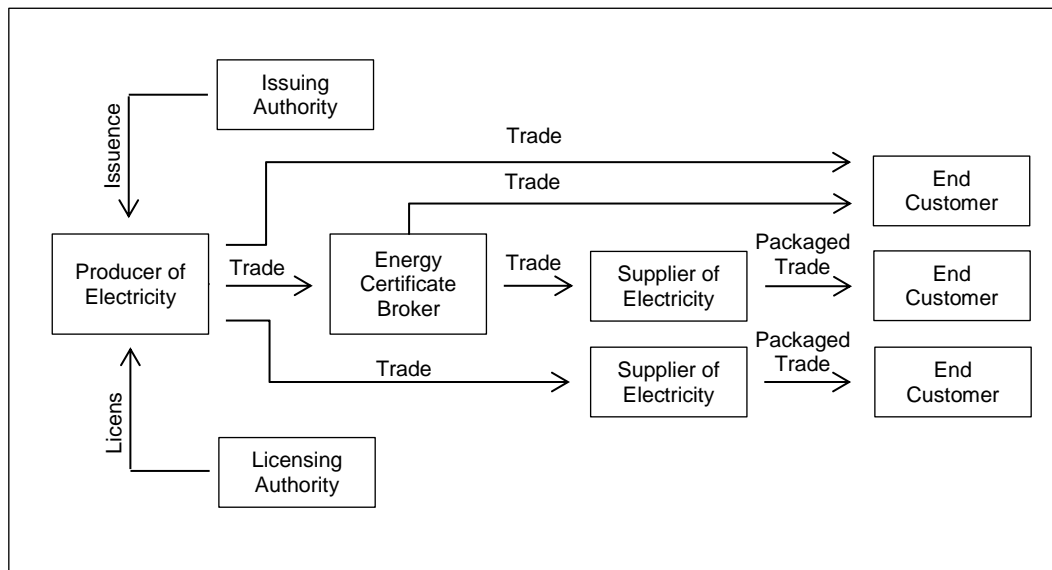 Issuing
Authority
Issuence
Trade
Trade
End
Customer
Producer of
Electricity
Trade
Energy
Certificate
Broker
Trade
Supplier of
Electricity
Packaged
Trade
End
Customer
Trade
Supplier of
Electricity
Packaged
Trade
End
Customer
Licens
Licensing
Authority